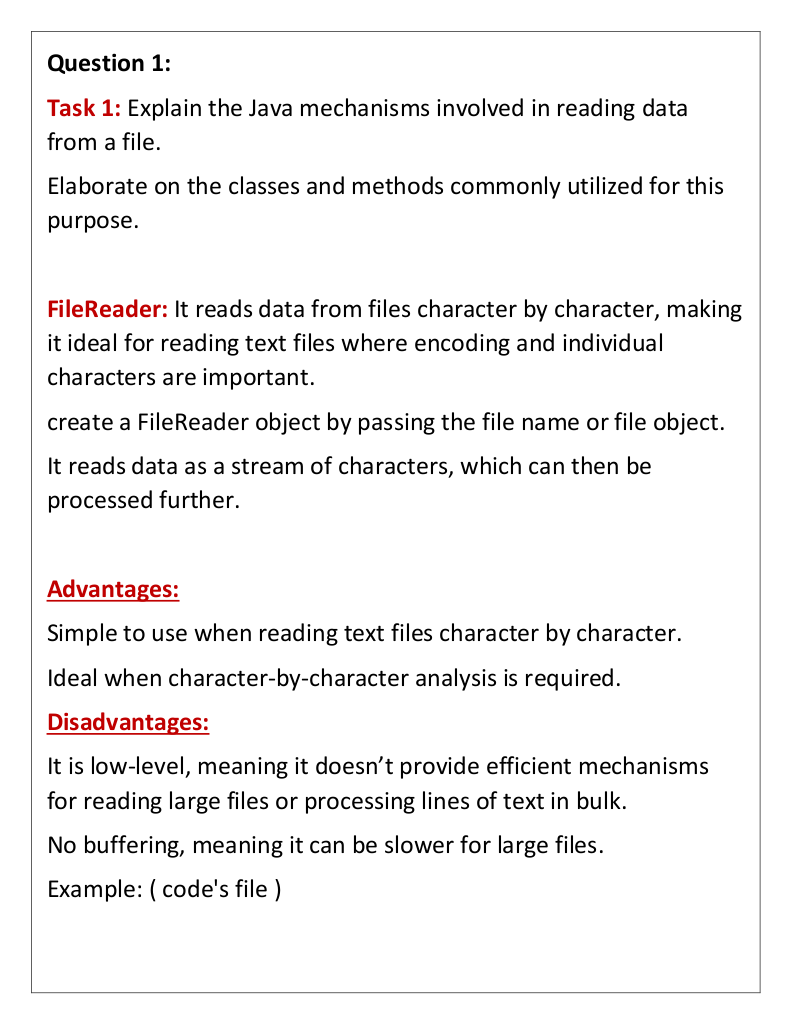 Question 1:
Task 1: Explain the Java mechanisms involved in reading data
from a file.
Elaborate on the classes and methods commonly utilized for this
purpose.
FileReader: It reads data from files character by character, making
it ideal for reading text files where encoding and individual
characters are important.
create a FileReader object by passing the file name or file object.
It reads data as a stream of characters, which can then be
processed further.
Advantages:
Simple to use when reading text files character by character.
Ideal when character-by-character analysis is required.
Disadvantages:
It is low-level, meaning it doesn’t provide efficient mechanisms
for reading large files or processing lines of text in bulk.
No buffering, meaning it can be slower for large files.
Example: ( code's file )